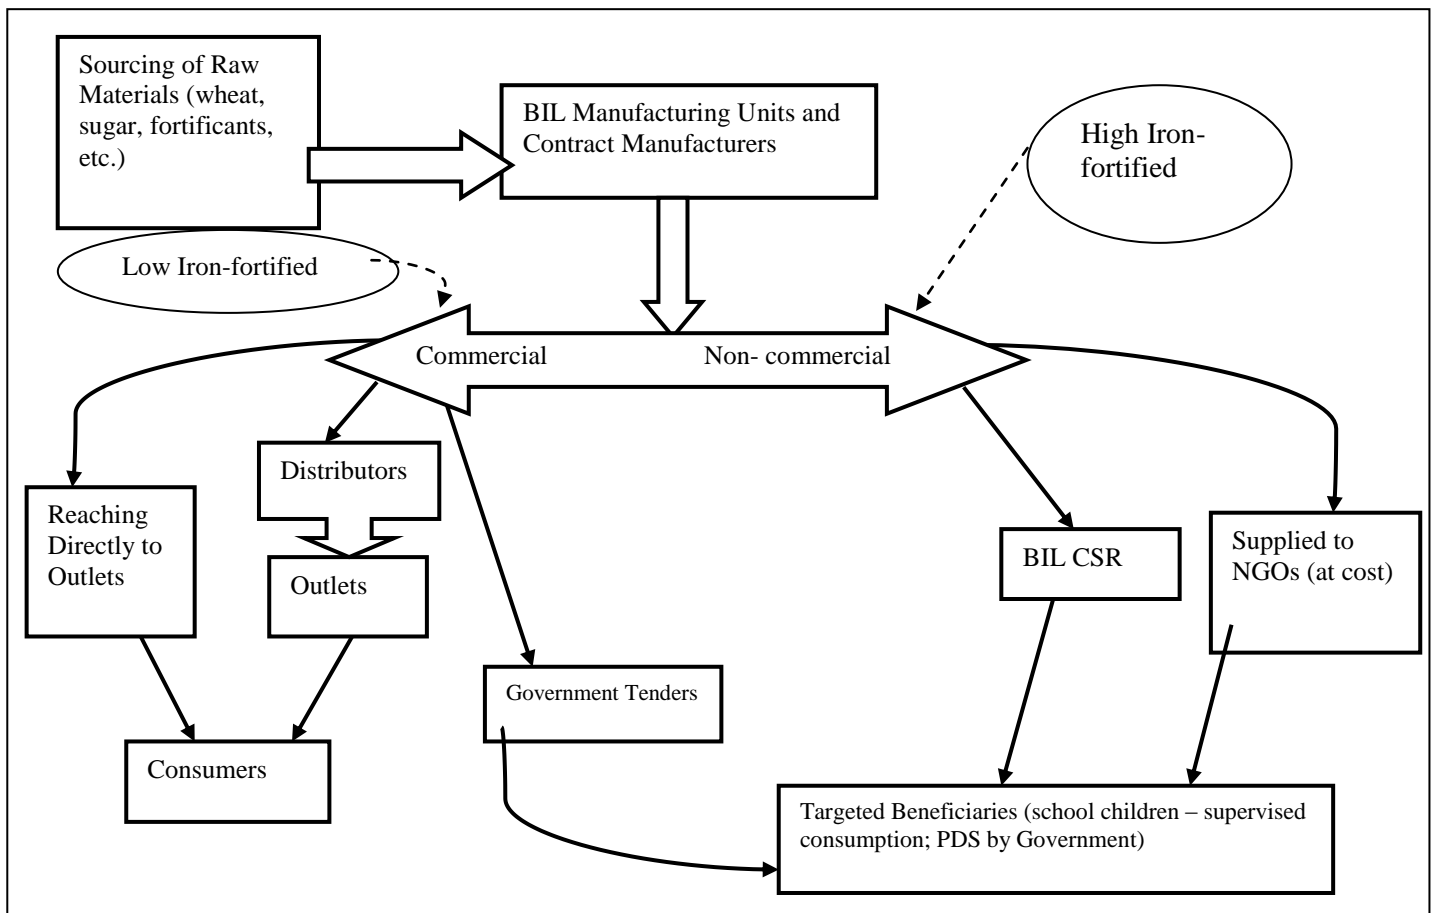 Sourcing of Raw
Materials (wheat,
sugar, fortificants,
etc.)
BIL Manufacturing Units and
Contract Manufacturers
High Iron-
fortified
Low Iron-fortified
Commercial
Non- commercial
Distributors
Reaching
Directly to
Outlets
Outlets
BIL CSR
Supplied to
NGOs (at cost)
Government Tenders
Consumers
Targeted Beneficiaries (school children – supervised
consumption; PDS by Government)